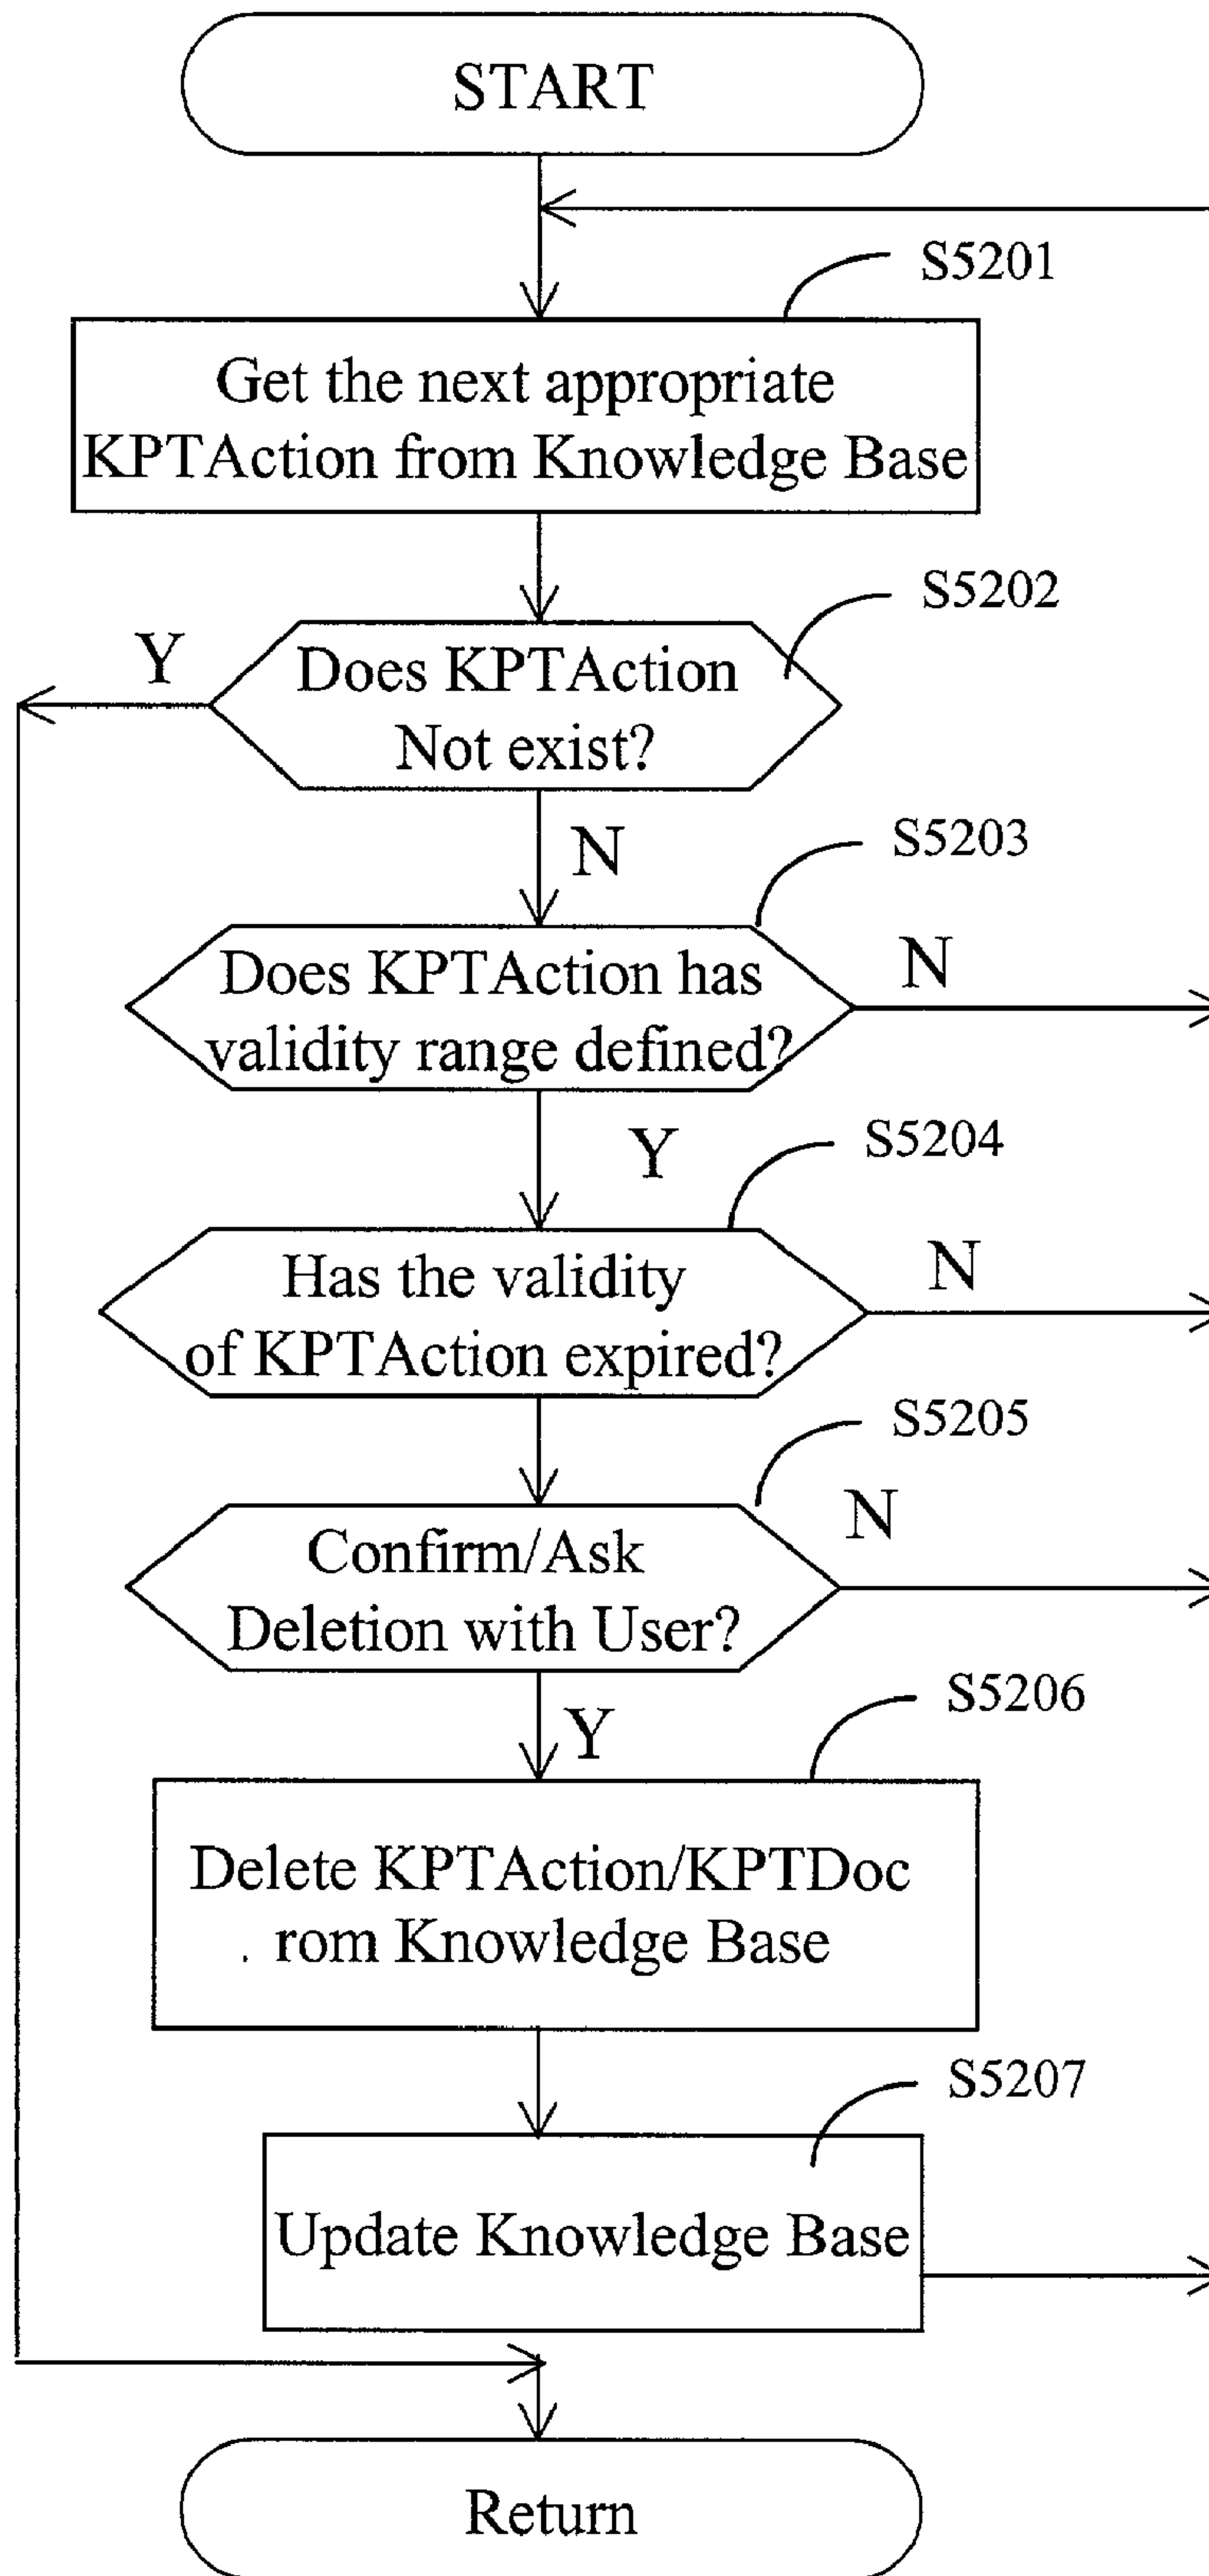 START
S5201
Get the next appropriate
KPTAction from Knowledge Base
S5202
Y
Does KPTAction
Not exist?
N
S5203
Does KPTAction has
validity range defined?
N
Y
S5204
Has the validity
of KPTAction expired?
N
S5205
Confirm/Ask
Deletion with User?
N
Y
S5206
Delete KPTAction/KPTDoc
. rom Knowledge Base
S5207
Update Knowledge Base
Return